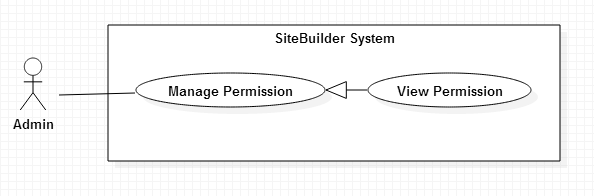 SiteBuilder System
Manage Permission
View Permission
Admin